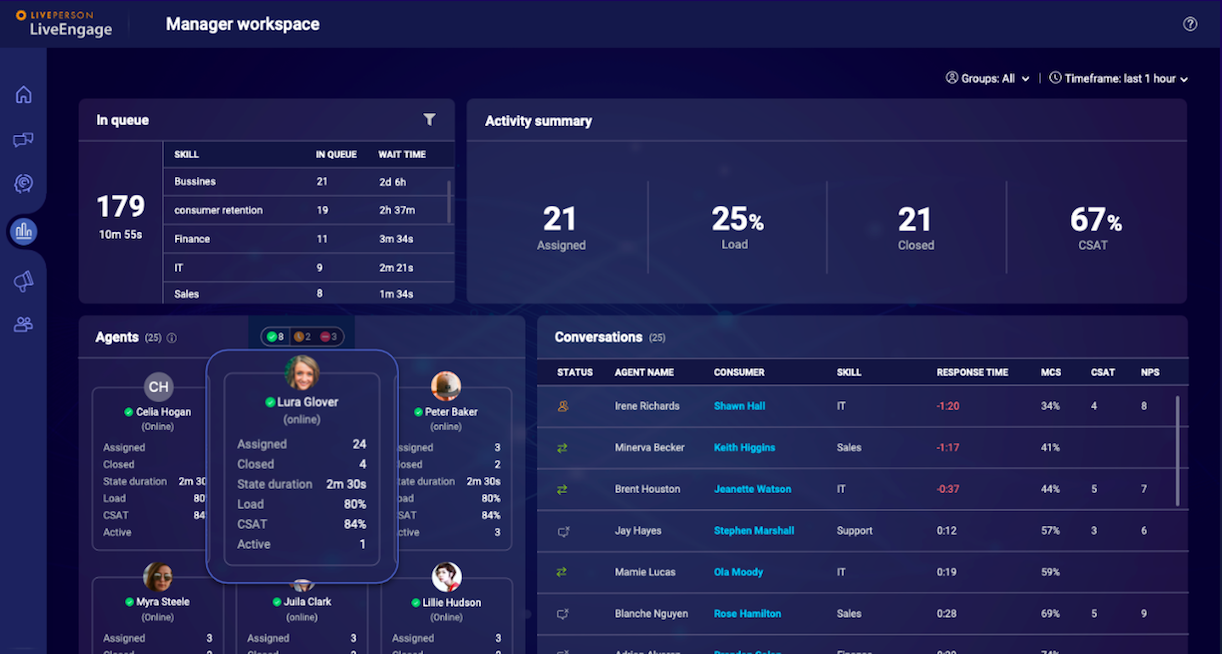 LIVEPERSON
LiveEngage
Manager workspace
Groups: All
Timeframe: last 1 hour
In queue
179
10m 55s
SKILL IN QUEUE WAIT TIME
Bussines 21 2d 6h
consumer retention 19 2h 37m
Finance 11 3m 34s
IT 9 2m 21s
Sales 8 1m 34s
Activity summary
21
Assigned
25%
Load
21
Closed
67%
CSAT
Agents (25)
8 2 3
CH
Celia Hogan
(Online)
Assigned
Closed
State duration 2m 30
Load 80
CSAT 84
Active
Lura Glover
(online)
Assigned 24
Closed 4
State duration 2m 30s
Load 80%
CSAT 84%
Active 1
Peter Baker
(online)
ssigned 3
losed 2
tate duration 2m 30s
oad 80%
SAT 84%
ctive 3
Myra Steele
(Online)
Assigned 3
Juila Clark
(online)
Assigned 3
Lillie Hudson
(Online)
Assigned 3
Conversations (25)
STATUS AGENT NAME CONSUMER SKILL RESPONSE TIME MCS CSAT NPS
Irene Richards Shawn Hall IT -1:20 34% 4 8
Minerva Becker Keith Higgins Sales -1:17 41%
Brent Houston Jeanette Watson IT -0:37 44% 5 7
Jay Hayes Stephen Marshall Support 0:12 57% 3 6
Mamie Lucas Ola Moody IT 0:19 59%
Blanche Nguyen Rose Hamilton Sales 0:28 69% 5 9